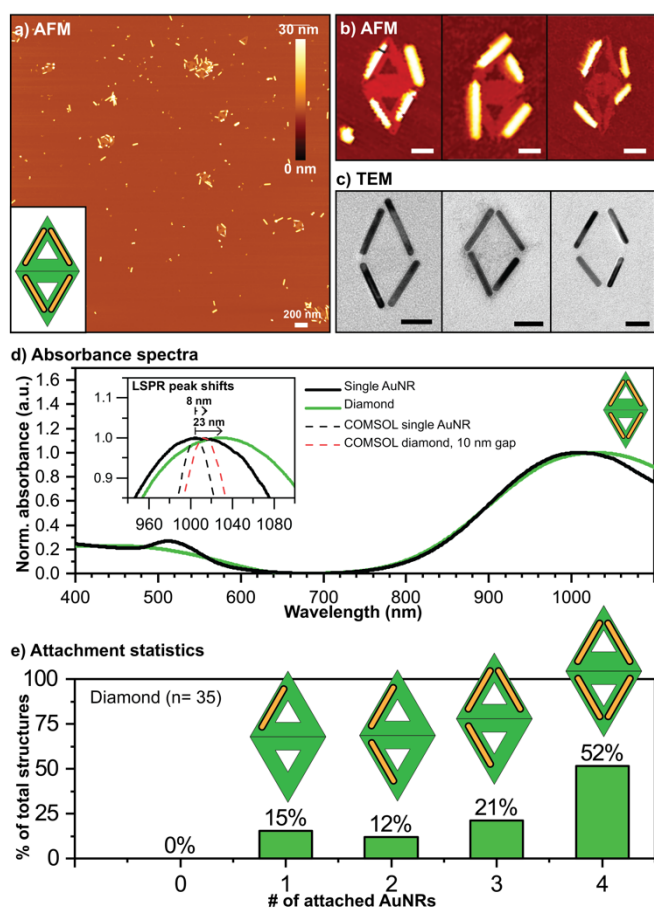 a) AFM
30 nm
0 nm
200 nm
b) AFM
c) TEM
d) Absorbance spectra
Norm. absorbance (a.u.)
1.6
1.4
1.2
1.0
0.8
0.6
0.4
0.2
0.0
400
500
600
700
800
900
1000
Wavelength (nm)
LSPR peak shifts
8 nm
23 nm
1.1
1.0
0.9
960
1000
1040
1080
Single AuNR
Diamond
COMSOL single AuNR
COMSOL diamond, 10 nm gap
e) Attachment statistics
% of total structures
100
75
50
25
0
Diamond (n= 35)
0%
15%
12%
21%
52%
0
1
2
3
4
# of attached AuNRs